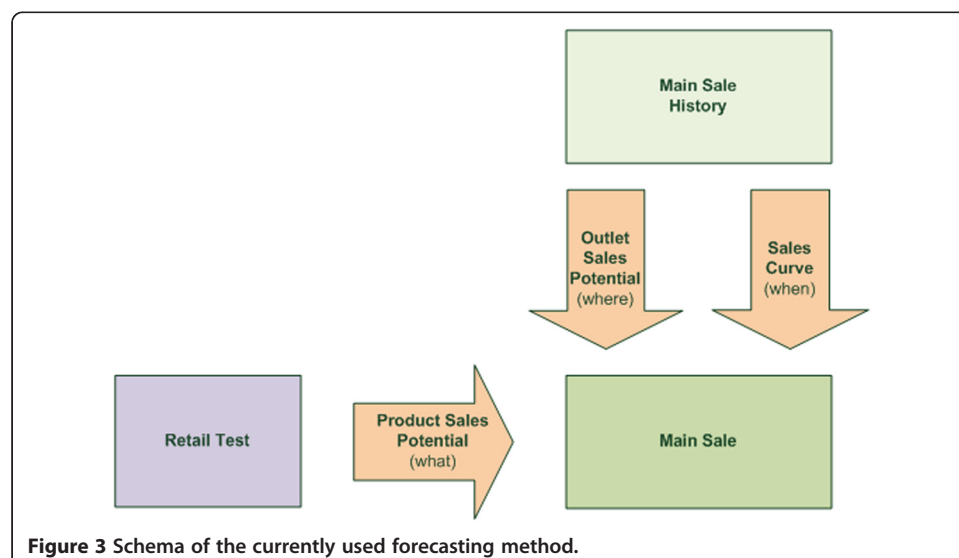 Main Sale
History
Outlet
Sales
Potential
(where)
Sales
Curve
(when)
Retail Test
Product Sales
Potential
(what)
Main Sale
Figure 3 Schema of the currently used forecasting method.